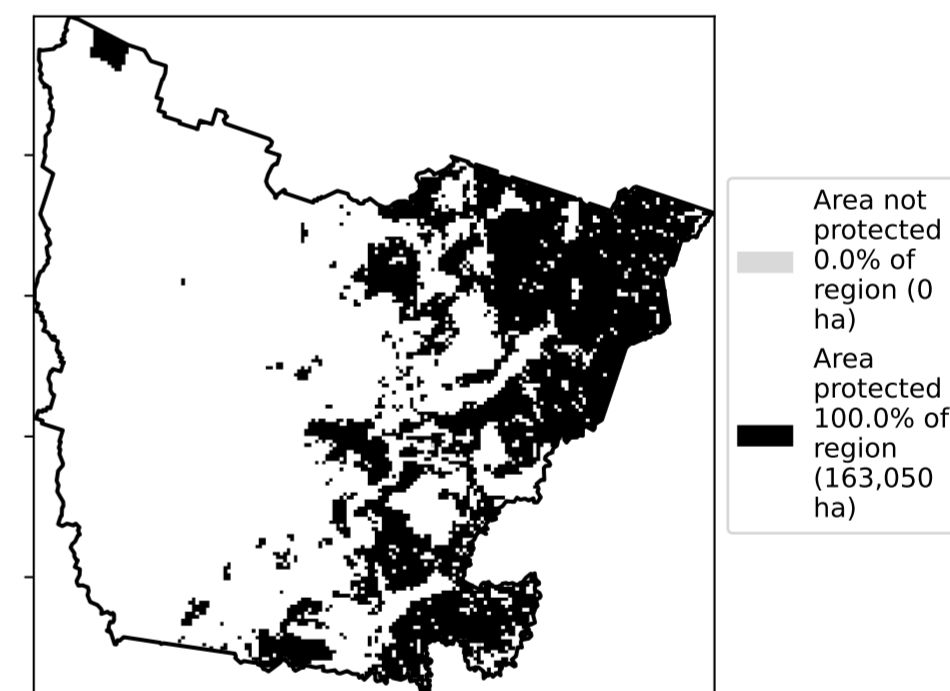 Area not
protected
0.0% of
region (0
ha)
Area
protected
100.0% of
region
(163,050
ha)